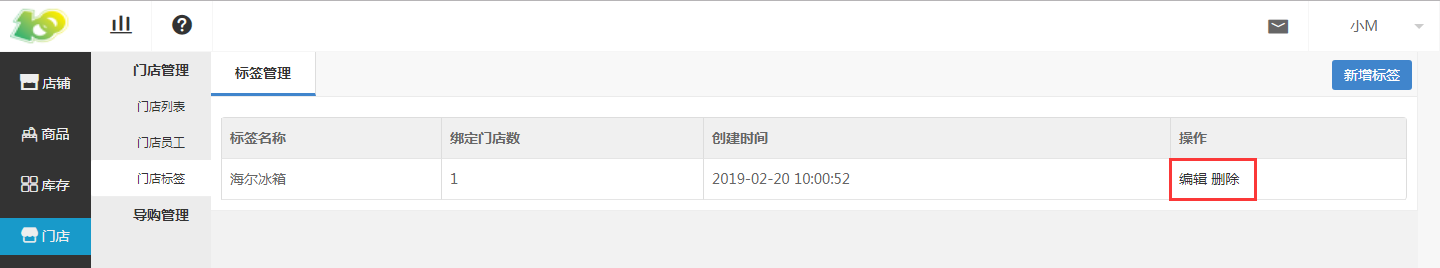 小M
店铺
商品
库存
门店
门店管理
门店列表
门店员工
门店标签
导购管理
标签管理
新增标签
标签名称 绑定门店数 创建时间 操作
海尔冰箱 1 2019-02-20 10:00:52 编辑 删除